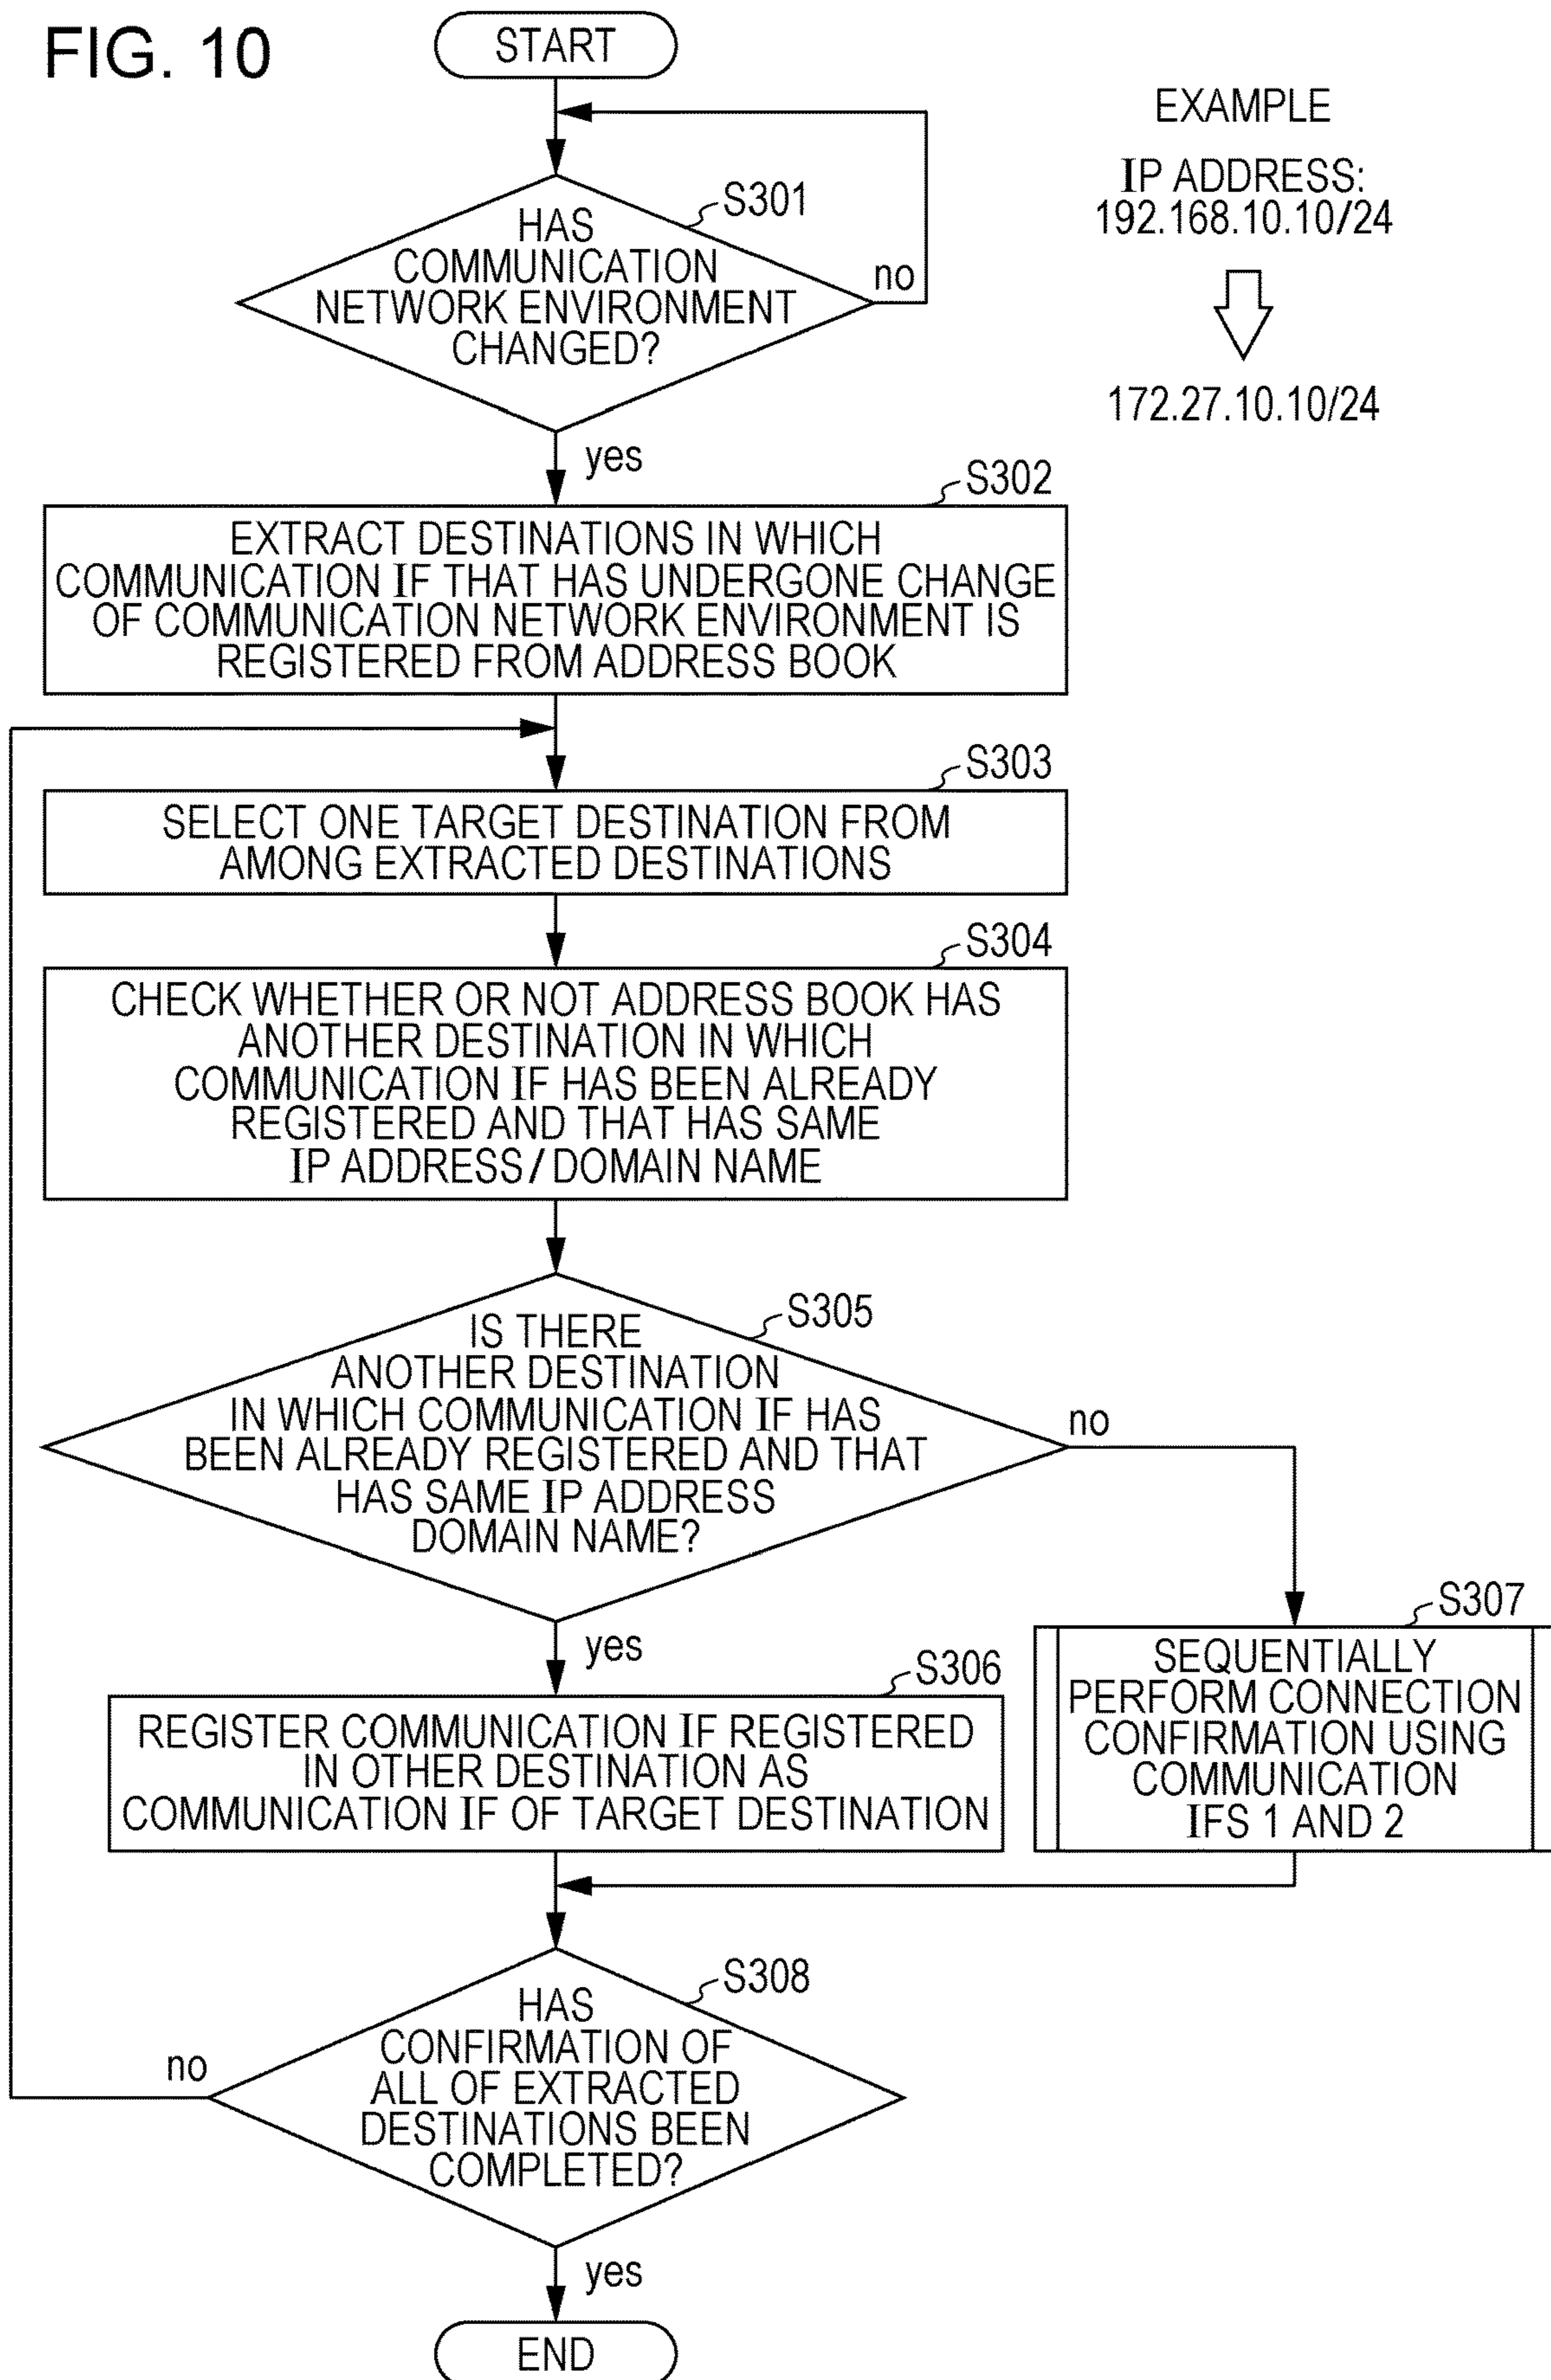 FIG. 10
START
EXAMPLE
IP ADDRESS:
192.168.10.10/24
172.27.10.10/24
S301
HAS
COMMUNICATION
NETWORK ENVIRONMENT
CHANGED?
no
yes
S302
EXTRACT DESTINATIONS IN WHICH
COMMUNICATION IF THAT HAS UNDERGONE CHANGE
OF COMMUNICATION NETWORK ENVIRONMENT IS
REGISTERED FROM ADDRESS BOOK
S303
SELECT ONE TARGET DESTINATION FROM
AMONG EXTRACTED DESTINATIONS
S304
CHECK WHETHER OR NOT ADDRESS BOOK HAS
ANOTHER DESTINATION IN WHICH
COMMUNICATION IF HAS BEEN ALREADY
REGISTERED AND THAT HAS SAME
IP ADDRESS/ DOMAIN NAME
S305
IS THERE
ANOTHER DESTINATION
IN WHICH COMMUNICATION IF HAS
BEEN ALREADY REGISTERED AND THAT
HAS SAME IP ADDRESS
DOMAIN NAME?
no
yes
S306
REGISTER COMMUNICATION IF REGISTERED
IN OTHER DESTINATION AS
COMMUNICATION IF OF TARGET DESTINATION
S307
SEQUENTIALLY
PERFORM CONNECTION
CONFIRMATION USING
COMMUNICATION
IFS 1 AND 2
S308
HAS
CONFIRMATION OF
ALL OF EXTRACTED
DESTINATIONS BEEN
COMPLETED?
no
yes
END